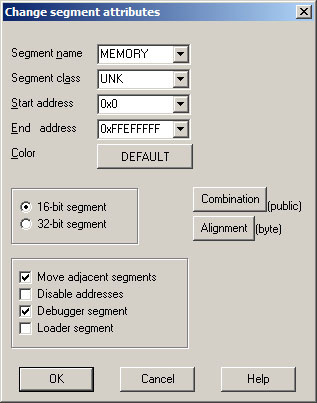 Change segment attributes
Segment name MEMORY
Segment class UNK
Start address 0x0
End address 0xFFEFFFFF
Color DEFAULT
16-bit segment
32-bit segment
Combination (public)
Alignment (byte)
Move adjacent segments
Disable addresses
Debugger segment
Loader segment
OK Cancel Help